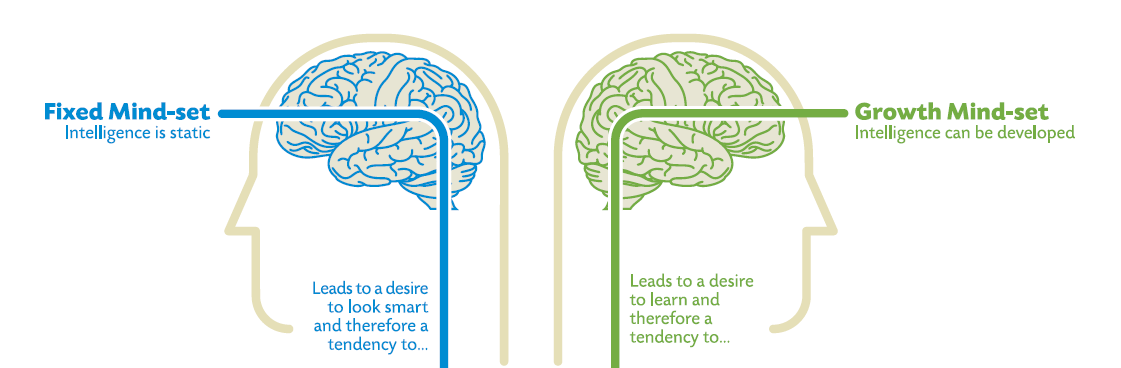 Fixed Mind-set
Intelligence is static
Leads to a desire
to look smart
and therefore a
tendency to...
Growth Mind-set
Intelligence can be developed
Leads to a desire
to learn and
therefore a
tendency to...